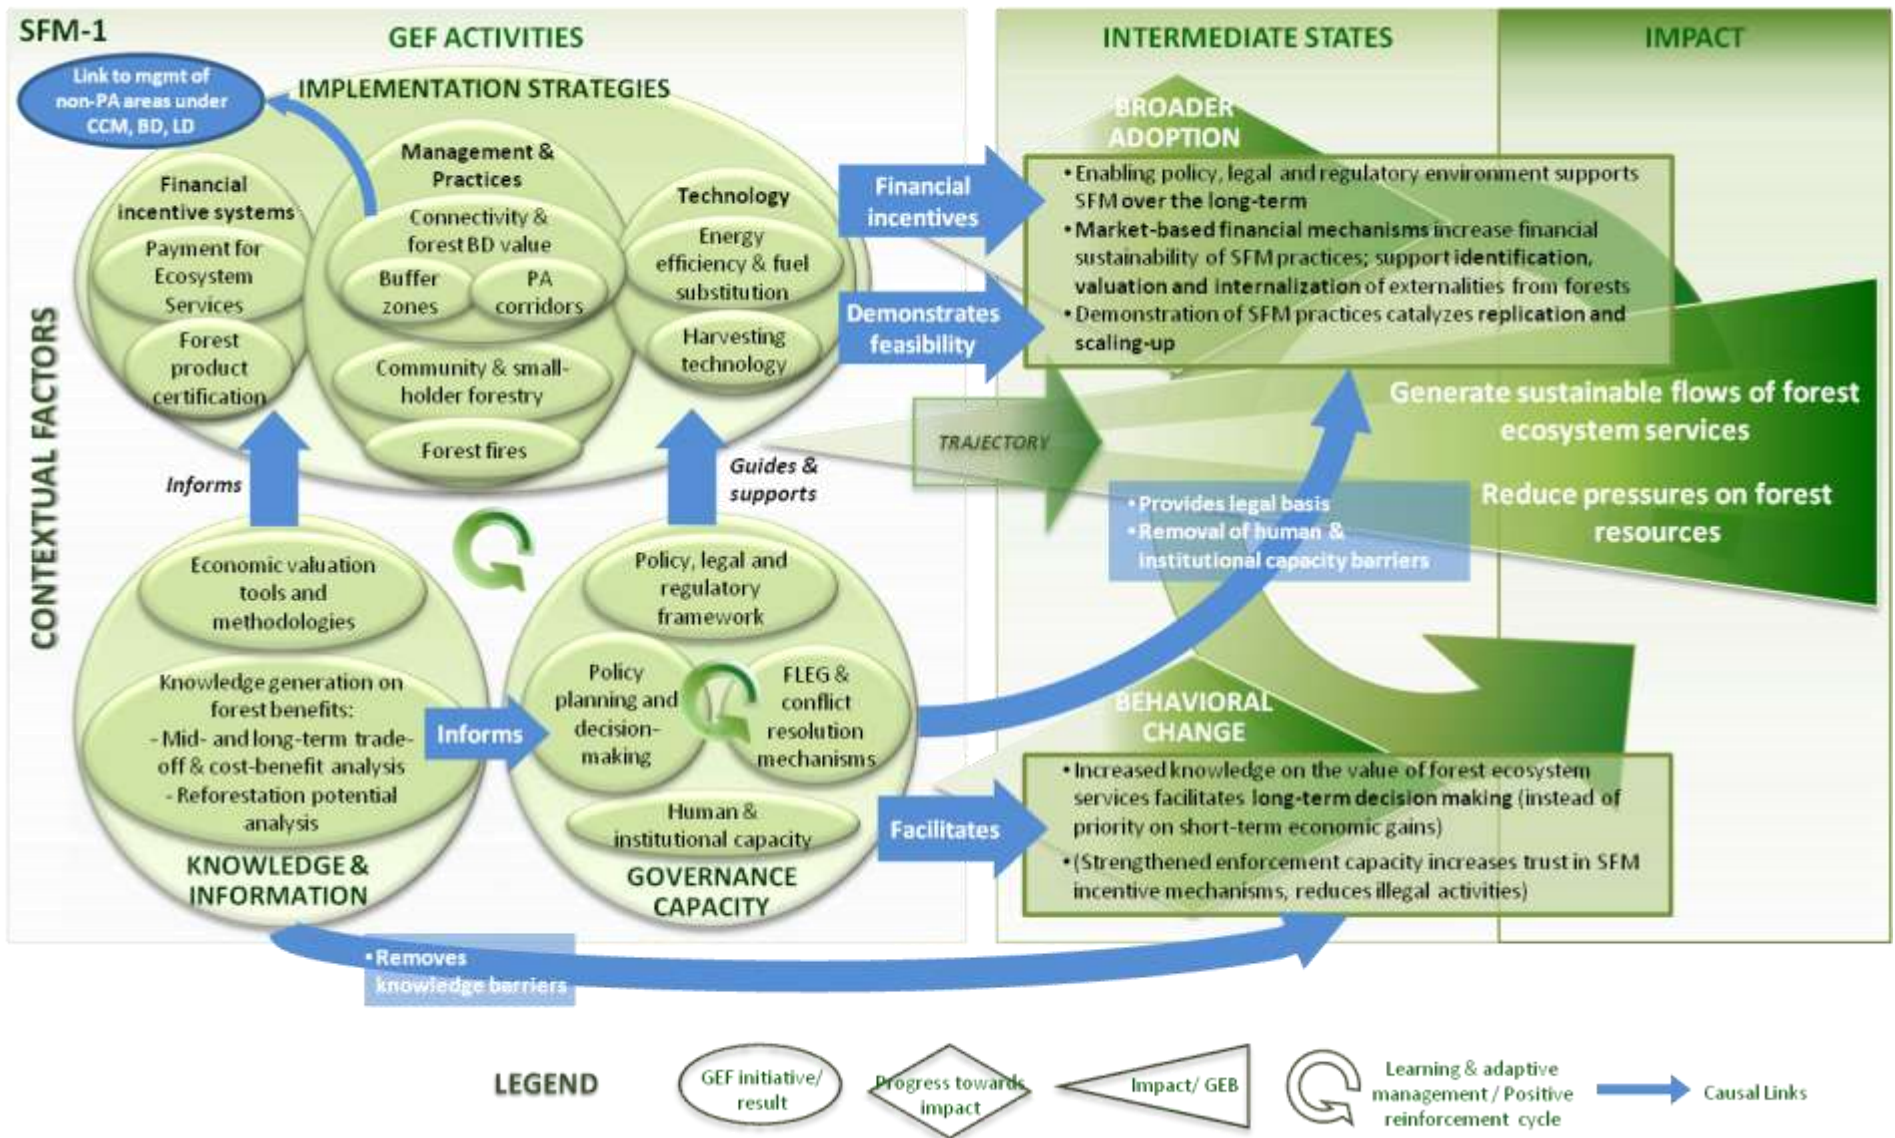 SFM-1
GEF ACTIVITIES
INTERMEDIATE STATES
IMPACT
CONTEXTUAL FACTORS
Link to mgmt of
non-PA areas under
CCM, BD, LD
IMPLEMENTATION STRATEGIES
Financial
incentive systems
Payment for
Ecosystem
Services
Forest
product
certification
Management &
Practices
Connectivity &
forest BD value
Buffer
zones
PA
corridors
Community & small-
holder forestry
Forest fires
Technology
Energy
efficiency & fuel
substitution
Harvesting
technology
Financial
incentives
Demonstrates
feasibility
BROADER
ADOPTION
• Enabling policy, legal and regulatory environment supports
SFM over the long-term
• Market-based financial mechanisms increase financial
sustainability of SFM practices; support identification,
valuation and internalization of externalities from forests
• Demonstration of SFM practices catalyzes replication and
scaling-up
TRAJECTORY
Generate sustainable flows of forest
ecosystem services
Reduce pressures on forest
resources
Informs
Guides &
supports
• Provides legal basis
• Removal of human &
institutional capacity barriers
Economic valuation
tools and
methodologies
Knowledge generation on
forest benefits:
- Mid- and long-term trade-
off & cost-benefit analysis
- Reforestation potential
analysis
KNOWLEDGE &
INFORMATION
Informs
Policy, legal and
regulatory
framework
Policy
planning and
decision-
making
FLEG &
conflict
resolution
mechanisms
Human &
institutional capacity
GOVERNANCE
CAPACITY
Facilitates
BEHAVIORAL
CHANGE
• Increased knowledge on the value of forest ecosystem
services facilitates long-term decision making (instead of
priority on short-term economic gains)
• (Strengthened enforcement capacity increases trust in SFM
incentive mechanisms, reduces illegal activities)
• Removes
knowledge barriers
LEGEND
GEF initiative/
result
Progress towards
impact
Impact/ GEB
Learning & adaptive
management / Positive
reinforcement cycle
Causal Links